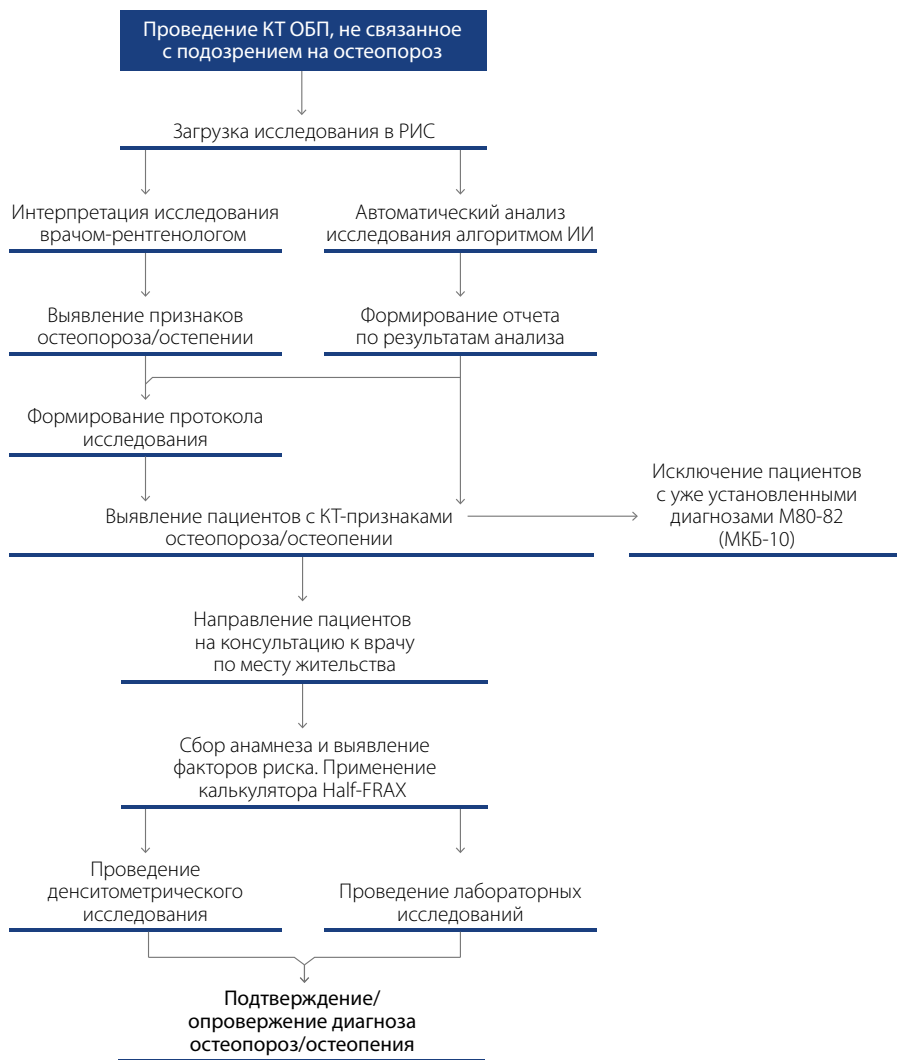 Проведение КТ ОБП, не связанное
с подозрением на остеопороз
Загрузка исследования в РИС
Интерпретация исследования
врачом-рентгенологом
Автоматический анализ
исследования алгоритмом ИИ
Выявление признаков
остеопороза/остепении
Формирование отчета
по результатам анализа
Формирование протокола
исследования
Выявление пациентов с КТ-признаками
остеопороза/остеопении
Исключение пациентов
с уже установленными
диагнозами М80-82
(МКБ-10)
Направление пациентов
на консультацию к врачу
по месту жительства
Сбор анамнеза и выявление
факторов риска. Применение
калькулятора Half-FRAX
Проведение
денситометрического
исследования
Проведение лабораторных
исследований
Подтверждение/
опровержение диагноза
остеопороз/остеопения